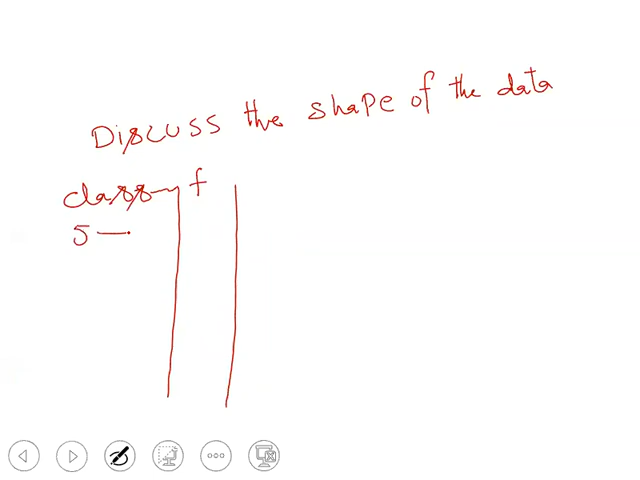 Discuss the shape of the data
class f
5 —